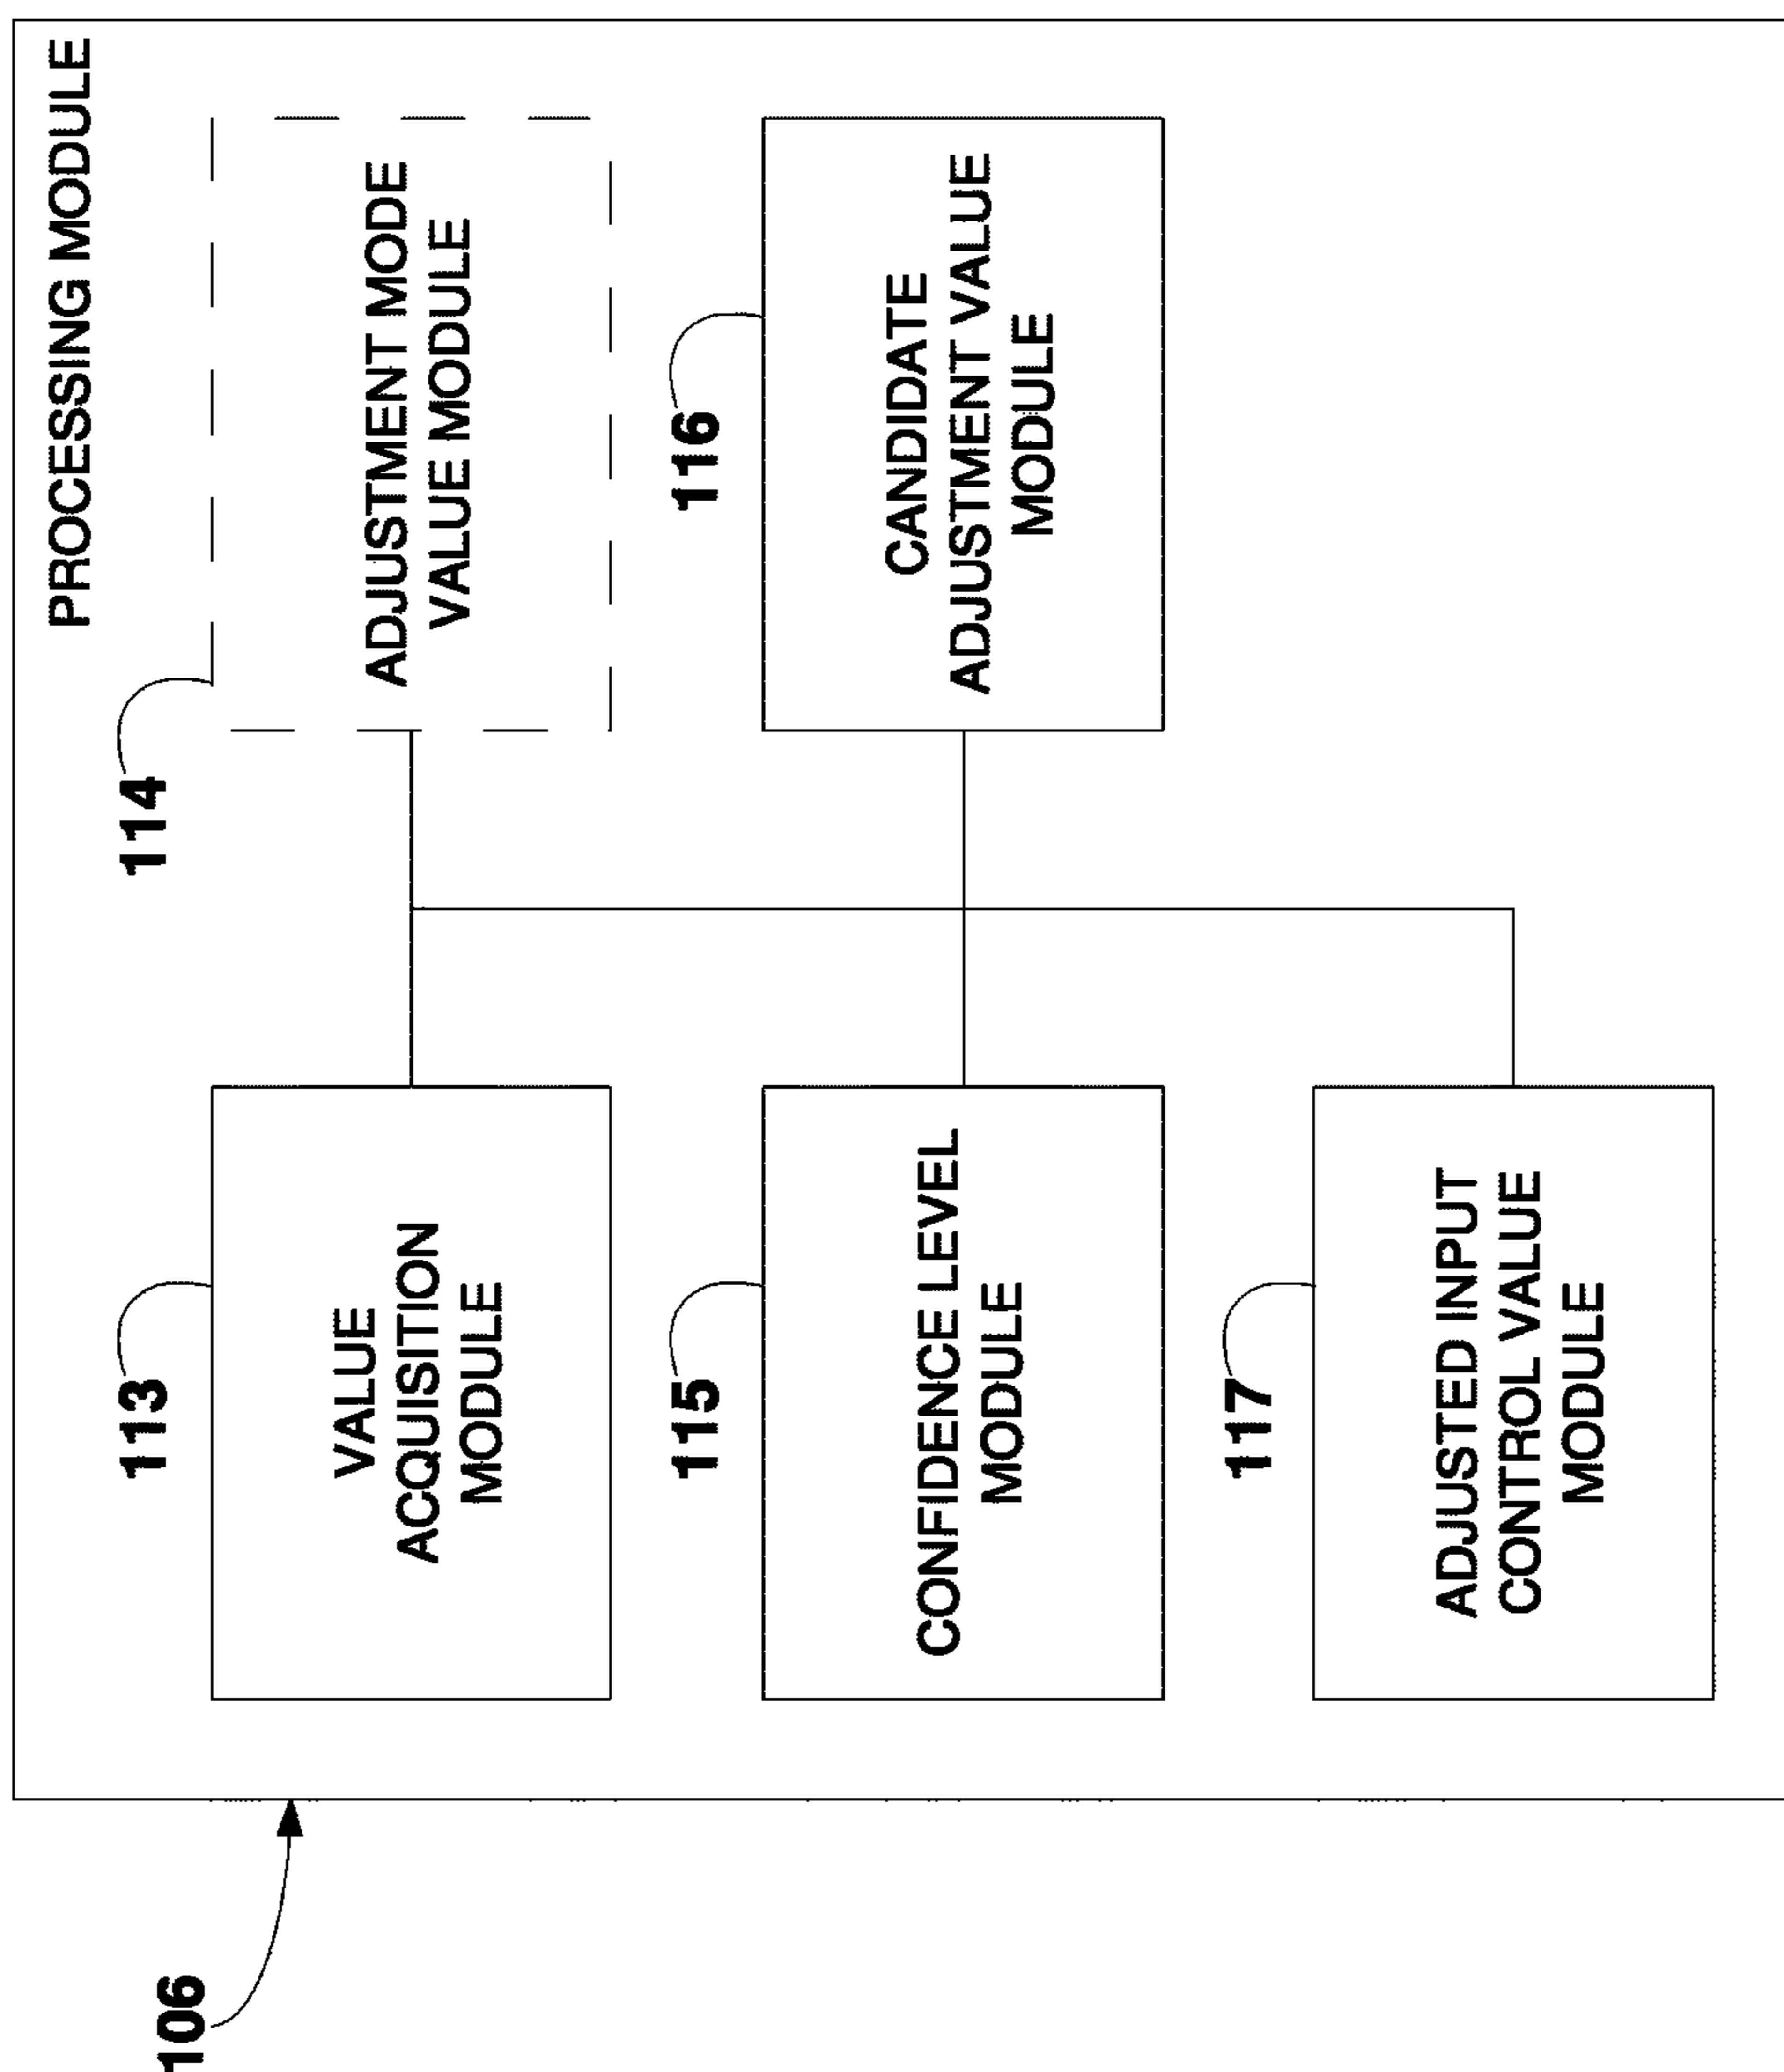 106
PROCESSING MODULE
113
VALUE
ACQUISITION
MODULE
114
ADJUSTMENT MODE
VALUE MODULE
115
CONFIDENCE LEVEL
MODULE
116
CANDIDATE
ADJUSTMENT VALUE
MODULE
117
ADJUSTED INPUT
CONTROL VALUE
MODULE